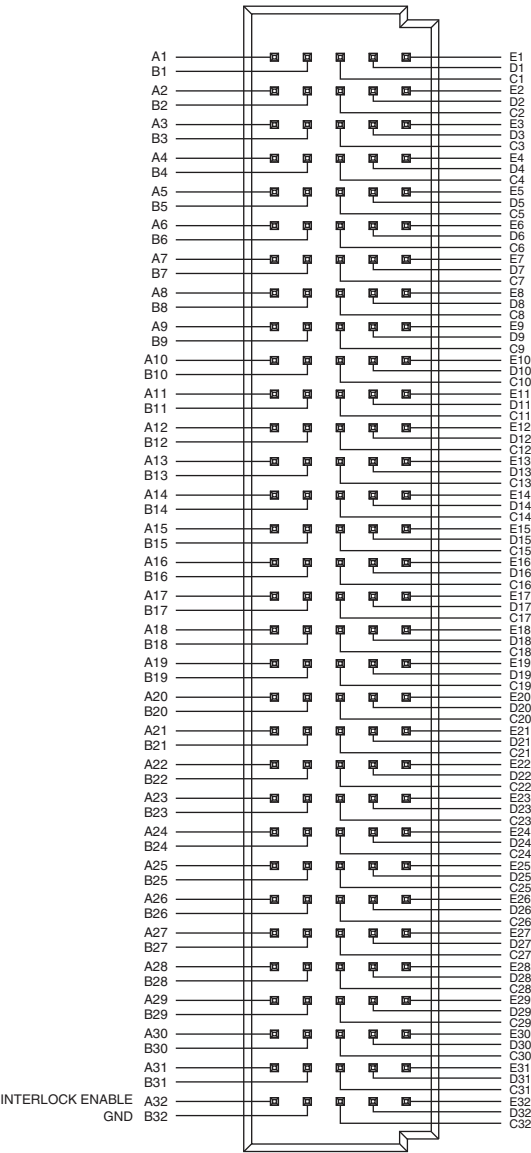 A1 E1
B1 D1
C1
A2 E2
B2 D2
C2
A3 E3
B3 D3
C3
A4 E4
B4 D4
C4
A5 E5
B5 D5
C5
A6 E6
B6 D6
C6
A7 E7
B7 D7
C7
A8 E8
B8 D8
C8
A9 E9
B9 D9
C9
A10 E10
B10 D10
C10
A11 E11
B11 D11
C11
A12 E12
B12 D12
C12
A13 E13
B13 D13
C13
A14 E14
B14 D14
C14
A15 E15
B15 D15
C15
A16 E16
B16 D16
C16
A17 E17
B17 D17
C17
A18 E18
B18 D18
C18
A19 E19
B19 D19
C19
A20 E20
B20 D20
C20
A21 E21
B21 D21
C21
A22 E22
B22 D22
C22
A23 E23
B23 D23
C23
A24 E24
B24 D24
C24
A25 E25
B25 D25
C25
A26 E26
B26 D26
C26
A27 E27
B27 D27
C27
A28 E28
B28 D28
C28
A29 E29
B29 D29
C29
A30 E30
B30 D30
C30
A31 E31
B31 D31
C31
INTERLOCK ENABLE A32 E32
GND B32 D32
C32